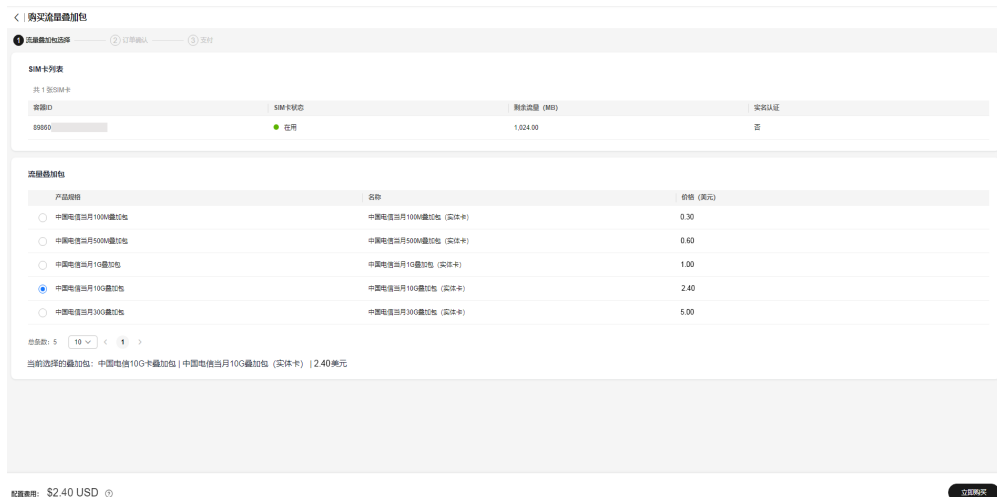 < | 购买流量叠加包
1 流量叠加包选择 2 订单确认 3 支付
SIM卡列表
共 1 张SIM卡
容器ID SIM卡状态 剩余流量 (MB) 实名认证
89860 在用 1,024.00 否
流量叠加包
产品规格 名称 价格 (美元)
中国电信当月100M叠加包 中国电信当月100M叠加包 (实体卡) 0.30
中国电信当月500M叠加包 中国电信当月500M叠加包 (实体卡) 0.60
中国电信当月1G叠加包 中国电信当月1G叠加包 (实体卡) 1.00
中国电信当月10G叠加包 中国电信当月10G叠加包 (实体卡) 2.40
中国电信当月30G叠加包 中国电信当月30G叠加包 (实体卡) 5.00
总条数: 5 10 < 1 >
当前选择的叠加包: 中国电信10G卡叠加包 | 中国电信当月10G叠加包 (实体卡) | 2.40美元
配置费用: $2.40 USD 立即购买